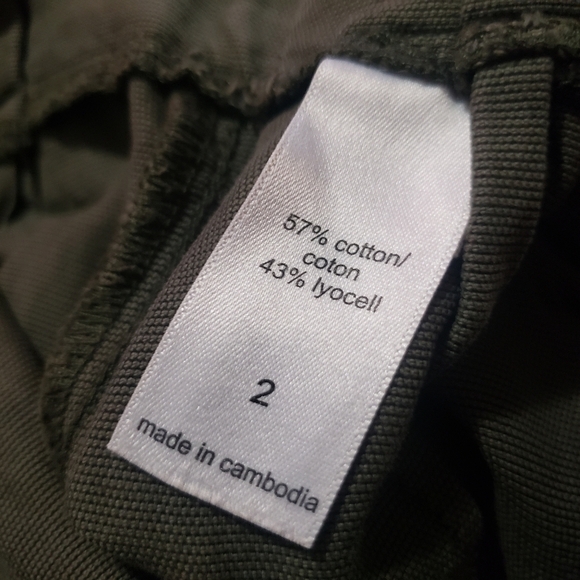 57% cotton/
coton
43% lyocell
2
made in cambodia